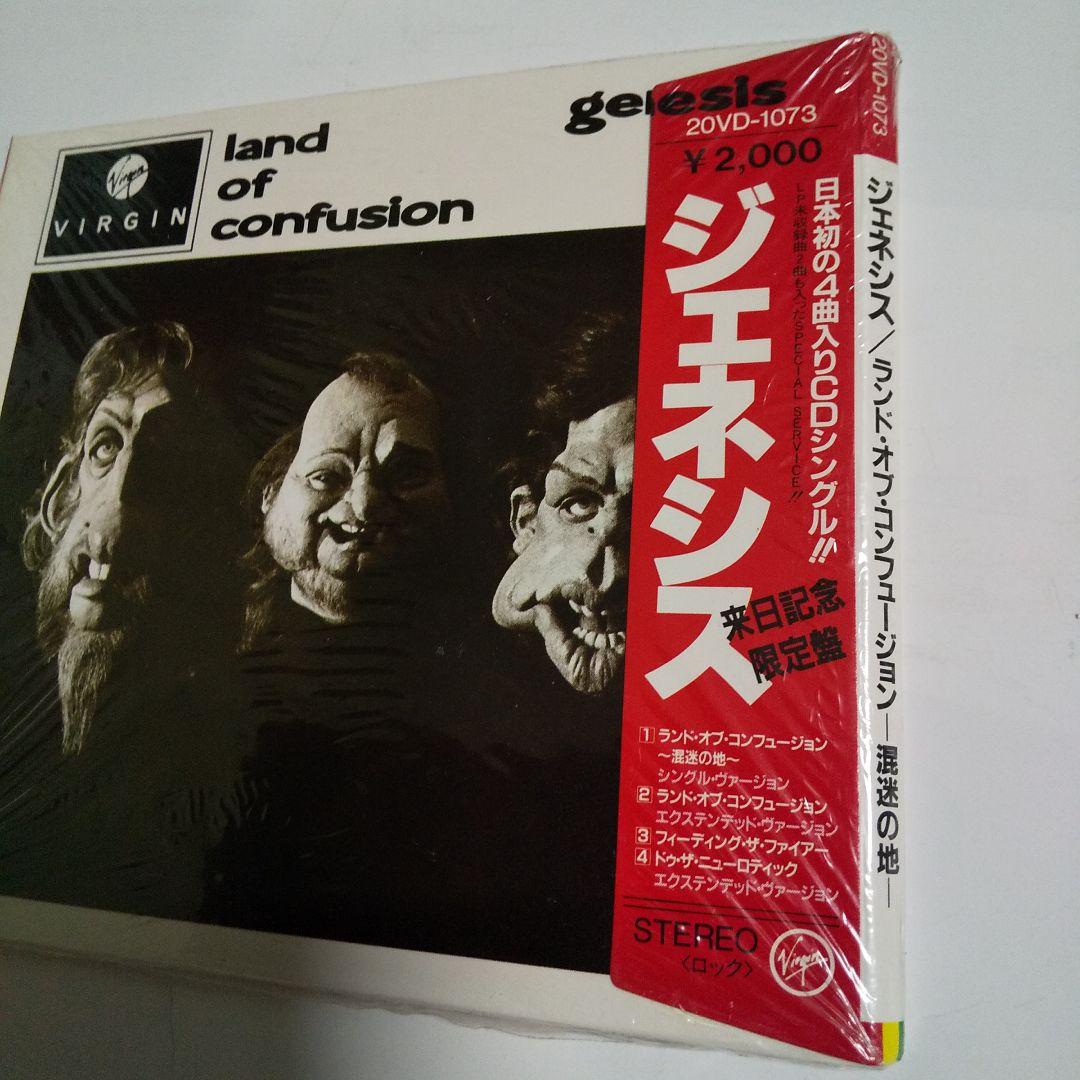 Virgin
VIRGIN
land
of
confusion
genesis
20VD-1073
¥2,000
ジェネシス
日本初の4曲入りCDシングル!!
LP未収録曲2曲も入ったSPECIAL SERVICE!!
来日記念
限定盤
1 ランド・オブ・コンフュージョン
〜混迷の地〜
シングル・ヴァージョン
2 ランド・オブ・コンフュージョン
エクステンデッド・ヴァージョン
3 フィーディング・ザ・ファイアー
4 ドゥ・ザ・ニューロティック
エクステンデッド・ヴァージョン
STEREO
〈ロック〉
Virgin
20VD-1073
ジェネシス/ランド・オブ・コンフュージョン—混迷の地—